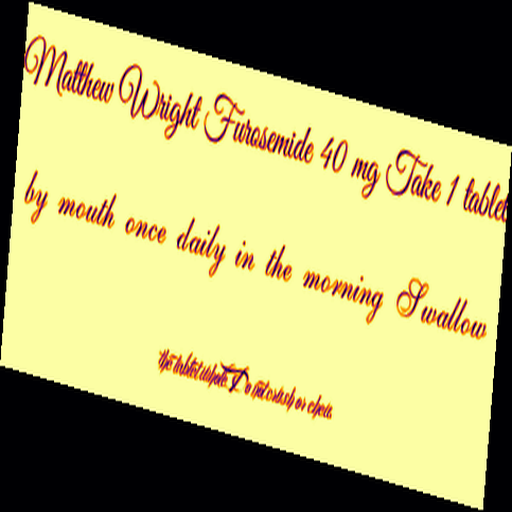 Matthew Wright Furosemide 40 mg Take 1 tablet
by mouth once daily in the morning Swallow
the tablet whole. Do not crush or chew.